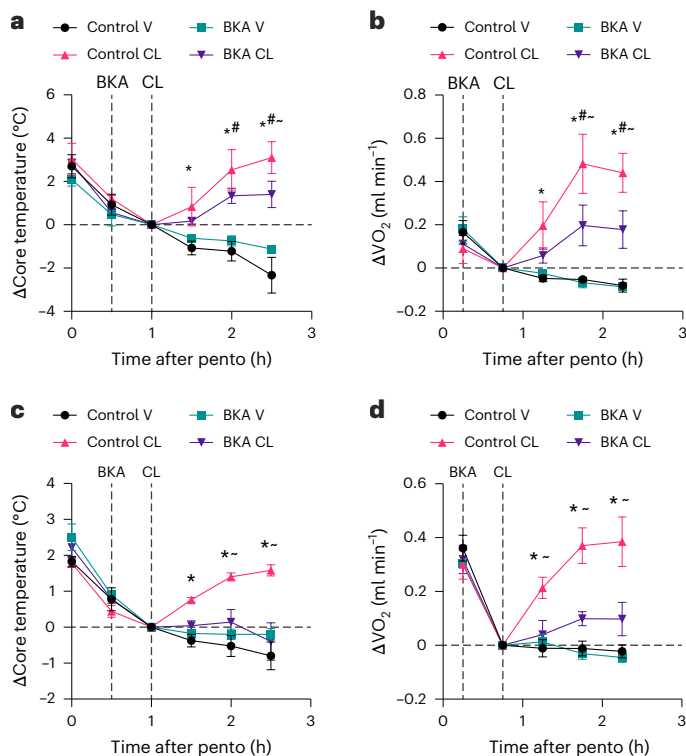 a
Control V
BKA V
Control CL
BKA CL
BKA CL
6
4
2
0
−2
−4
*
*#
*#~
0 1 2 3
ΔCore temperature (°C)
Time after pento (h)
b
Control V
BKA V
Control CL
BKA CL
BKA CL
0.8
0.6
0.4
0.2
0
−0.2
*
*#~
*#~
0 1 2 3
ΔVO2 (ml min−1)
Time after pento (h)
c
Control V
BKA V
Control CL
BKA CL
BKA CL
4
3
2
1
0
−1
−2
*
*~
*~
0 1 2 3
ΔCore temperature (°C)
Time after pento (h)
d
Control V
BKA V
Control CL
BKA CL
BKA CL
0.6
0.4
0.2
0
−0.2
* ~
* ~
* ~
0 1 2 3
ΔVO2 (ml min−1)
Time after pento (h)